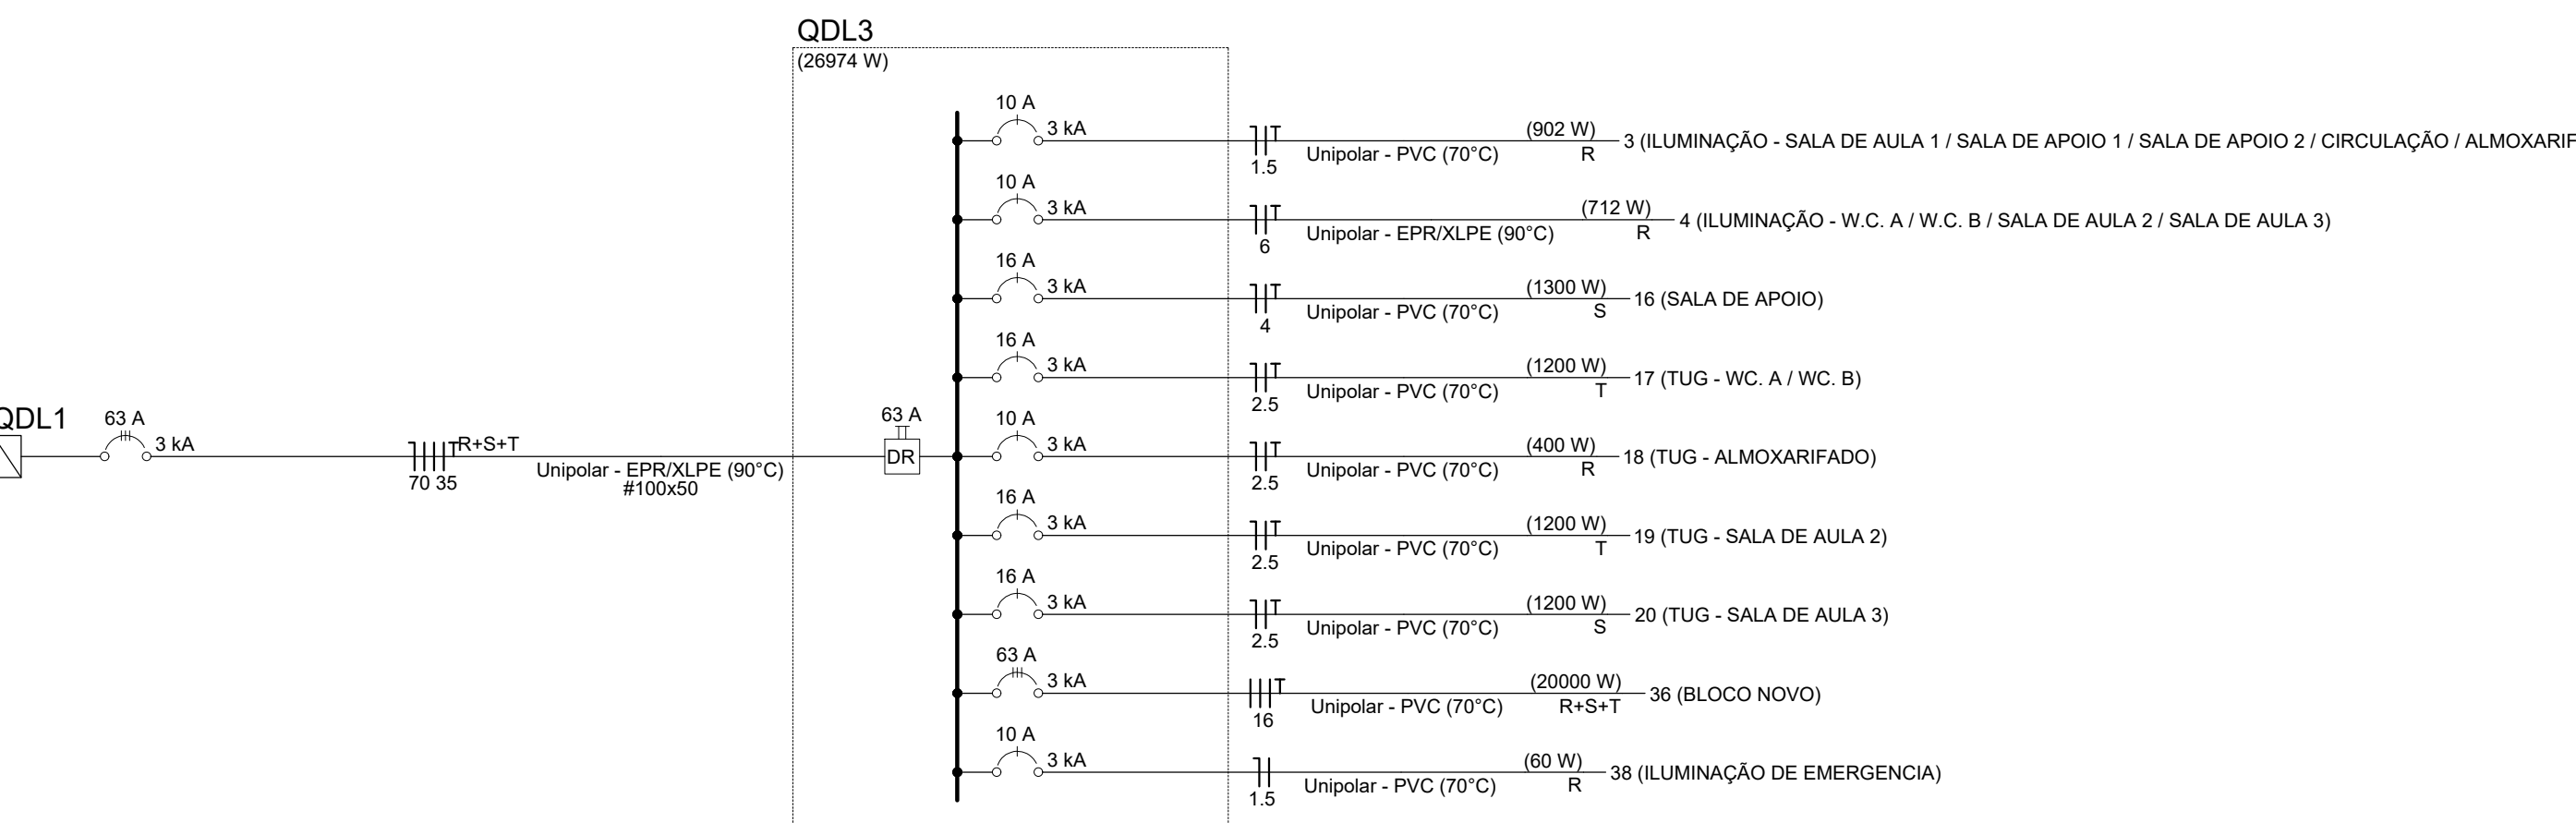 QDL3
(26974 W)
10 A
3 kA
1.5
Unipolar - PVC (70°C)
(902 W)
R
3 (ILUMINAÇÃO - SALA DE AULA 1 / SALA DE APOIO 1 / SALA DE APOIO 2 / CIRCULAÇÃO / ALMOXARIF
10 A
3 kA
6
Unipolar - EPR/XLPE (90°C)
(712 W)
R
4 (ILUMINAÇÃO - W.C. A / W.C. B / SALA DE AULA 2 / SALA DE AULA 3)
16 A
3 kA
4
Unipolar - PVC (70°C)
(1300 W)
S
16 (SALA DE APOIO)
16 A
3 kA
2.5
Unipolar - PVC (70°C)
(1200 W)
T
17 (TUG - WC. A / WC. B)
QDL1
63 A
3 kA
T
R+S+T
70 35
Unipolar - EPR/XLPE (90°C)
#100x50
63 A
DR
10 A
3 kA
2.5
Unipolar - PVC (70°C)
(400 W)
R
18 (TUG - ALMOXARIFADO)
16 A
3 kA
2.5
Unipolar - PVC (70°C)
(1200 W)
T
19 (TUG - SALA DE AULA 2)
16 A
3 kA
2.5
Unipolar - PVC (70°C)
(1200 W)
S
20 (TUG - SALA DE AULA 3)
63 A
3 kA
16
Unipolar - PVC (70°C)
(20000 W)
R+S+T
36 (BLOCO NOVO)
10 A
3 kA
1.5
Unipolar - PVC (70°C)
(60 W)
R
38 (ILUMINAÇÃO DE EMERGENCIA)